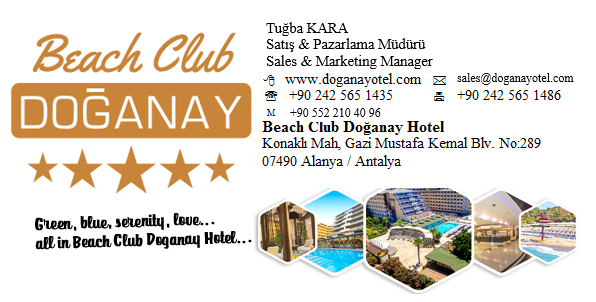 Beach Club
DOĞANAY
Green, blue, serenity, love...
all in Beach Club Doganay Hotel...
Tuğba KARA
Satış & Pazarlama Müdürü
Sales & Marketing Manager
www.doganayotel.com sales@doganayotel.com
+90 242 565 1435 +90 242 565 1486
M +90 552 210 40 96
Beach Club Doğanay Hotel
Konaklı Mah, Gazi Mustafa Kemal Blv. No:289
07490 Alanya / Antalya